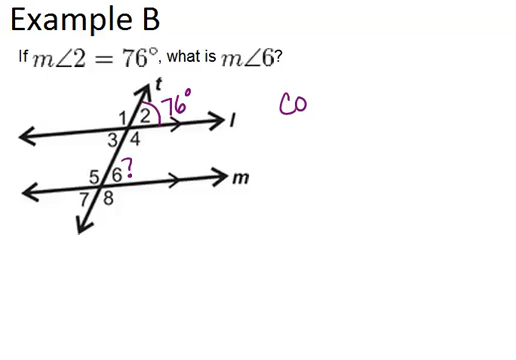 Example B
If m∠2 = 76°, what is m∠6?
t
76°
CO
1 2
l
3 4
5 6 ?
m
7 8